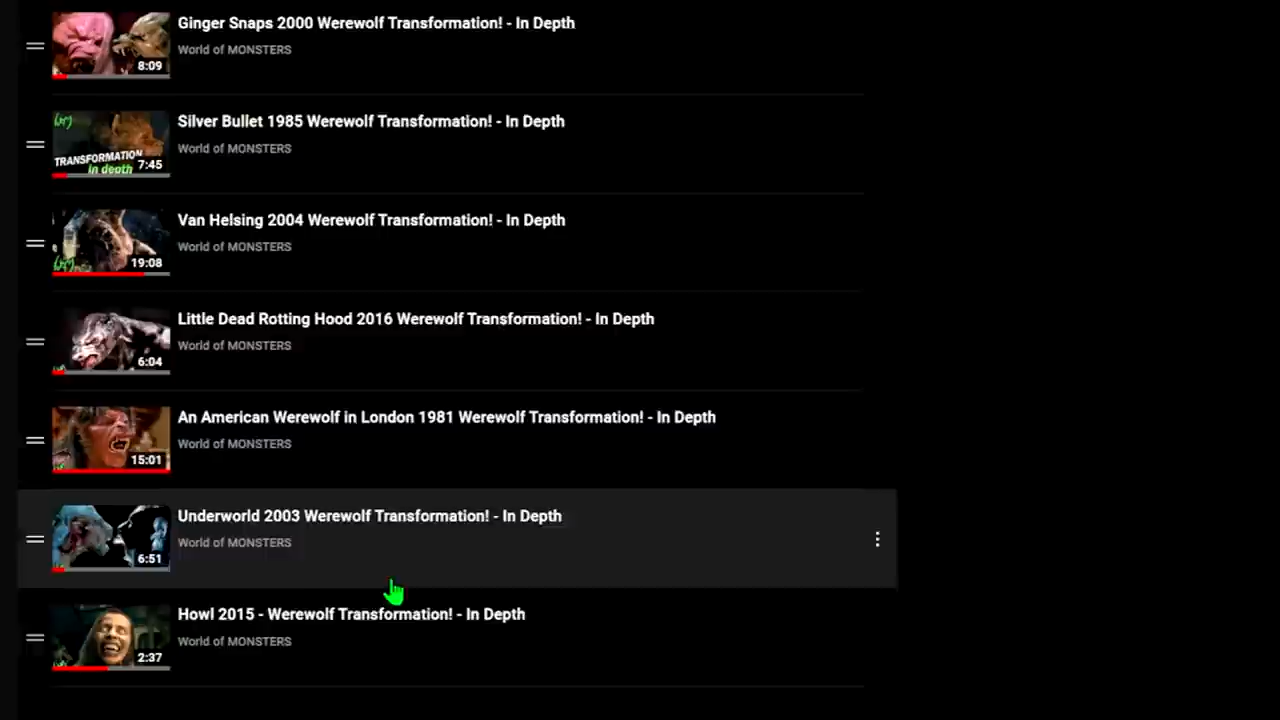 Ginger Snaps 2000 Werewolf Transformation! - In Depth
World of MONSTERS
8:09
Silver Bullet 1985 Werewolf Transformation! - In Depth
World of MONSTERS
TRANSFORMATION
in depth
7:45
Van Helsing 2004 Werewolf Transformation! - In Depth
World of MONSTERS
19:08
Little Dead Rotting Hood 2016 Werewolf Transformation! - In Depth
World of MONSTERS
6:04
An American Werewolf in London 1981 Werewolf Transformation! - In Depth
World of MONSTERS
15:01
Underworld 2003 Werewolf Transformation! - In Depth
World of MONSTERS
6:51
Howl 2015 - Werewolf Transformation! - In Depth
World of MONSTERS
2:37